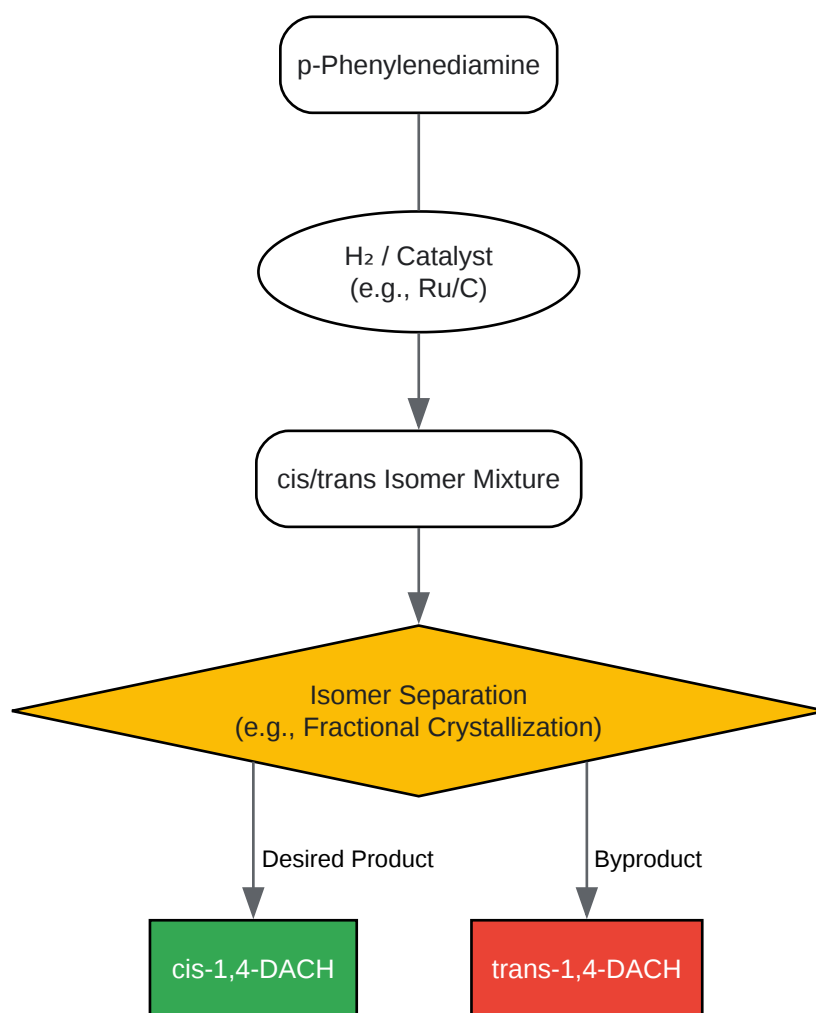 p-Phenylenediamine
H₂ / Catalyst
(e.g., Ru/C)
cis/trans Isomer Mixture
Isomer Separation
(e.g., Fractional Crystallization)
Desired Product
Byproduct
cis-1,4-DACH
trans-1,4-DACH